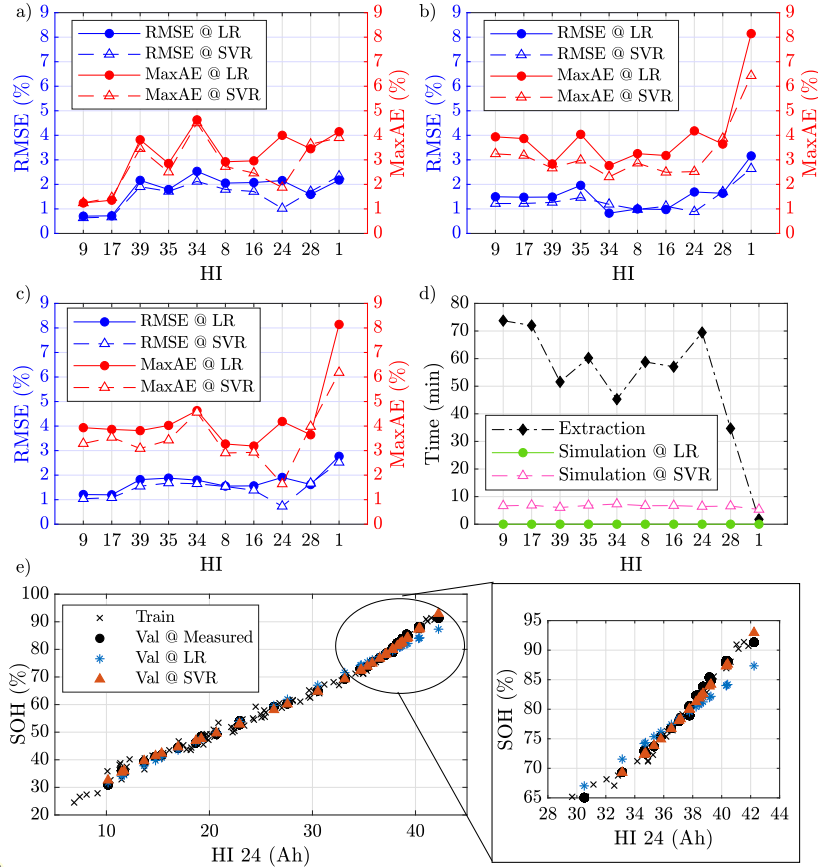 a)
RMSE @ LR
RMSE @ SVR
MaxAE @ LR
MaxAE @ SVR
RMSE (%)
MaxAE (%)
0 1 2 3 4 5 6 7 8 9
0 1 2 3 4 5 6 7 8 9
9 17 39 35 34 8 16 24 28 1
HI
b)
RMSE @ LR
RMSE @ SVR
MaxAE @ LR
MaxAE @ SVR
RMSE (%)
MaxAE (%)
0 1 2 3 4 5 6 7 8 9
0 1 2 3 4 5 6 7 8 9
9 17 39 35 34 8 16 24 28 1
HI
c)
RMSE @ LR
RMSE @ SVR
MaxAE @ LR
MaxAE @ SVR
RMSE (%)
MaxAE (%)
0 1 2 3 4 5 6 7 8 9
0 1 2 3 4 5 6 7 8 9
9 17 39 35 34 8 16 24 28 1
HI
d)
Extraction
Simulation @ LR
Simulation @ SVR
Time (min)
0 10 20 30 40 50 60 70 80
9 17 39 35 34 8 16 24 28 1
HI
e)
Train
Val @ Measured
Val @ LR
Val @ SVR
SOH (%)
20 30 40 50 60 70 80 90 100
10 20 30 40
HI 24 (Ah)
SOH (%)
65 70 75 80 85 90 95
28 30 32 34 36 38 40 42 44
HI 24 (Ah)